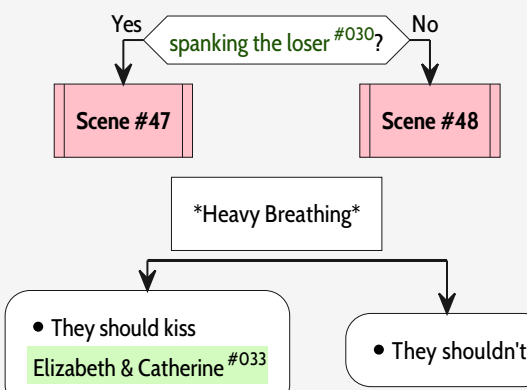 Yes
No
spanking the loser #030?
Scene #47
Scene #48
*Heavy Breathing*
• They should kiss
Elizabeth & Catherine #033
• They shouldn't